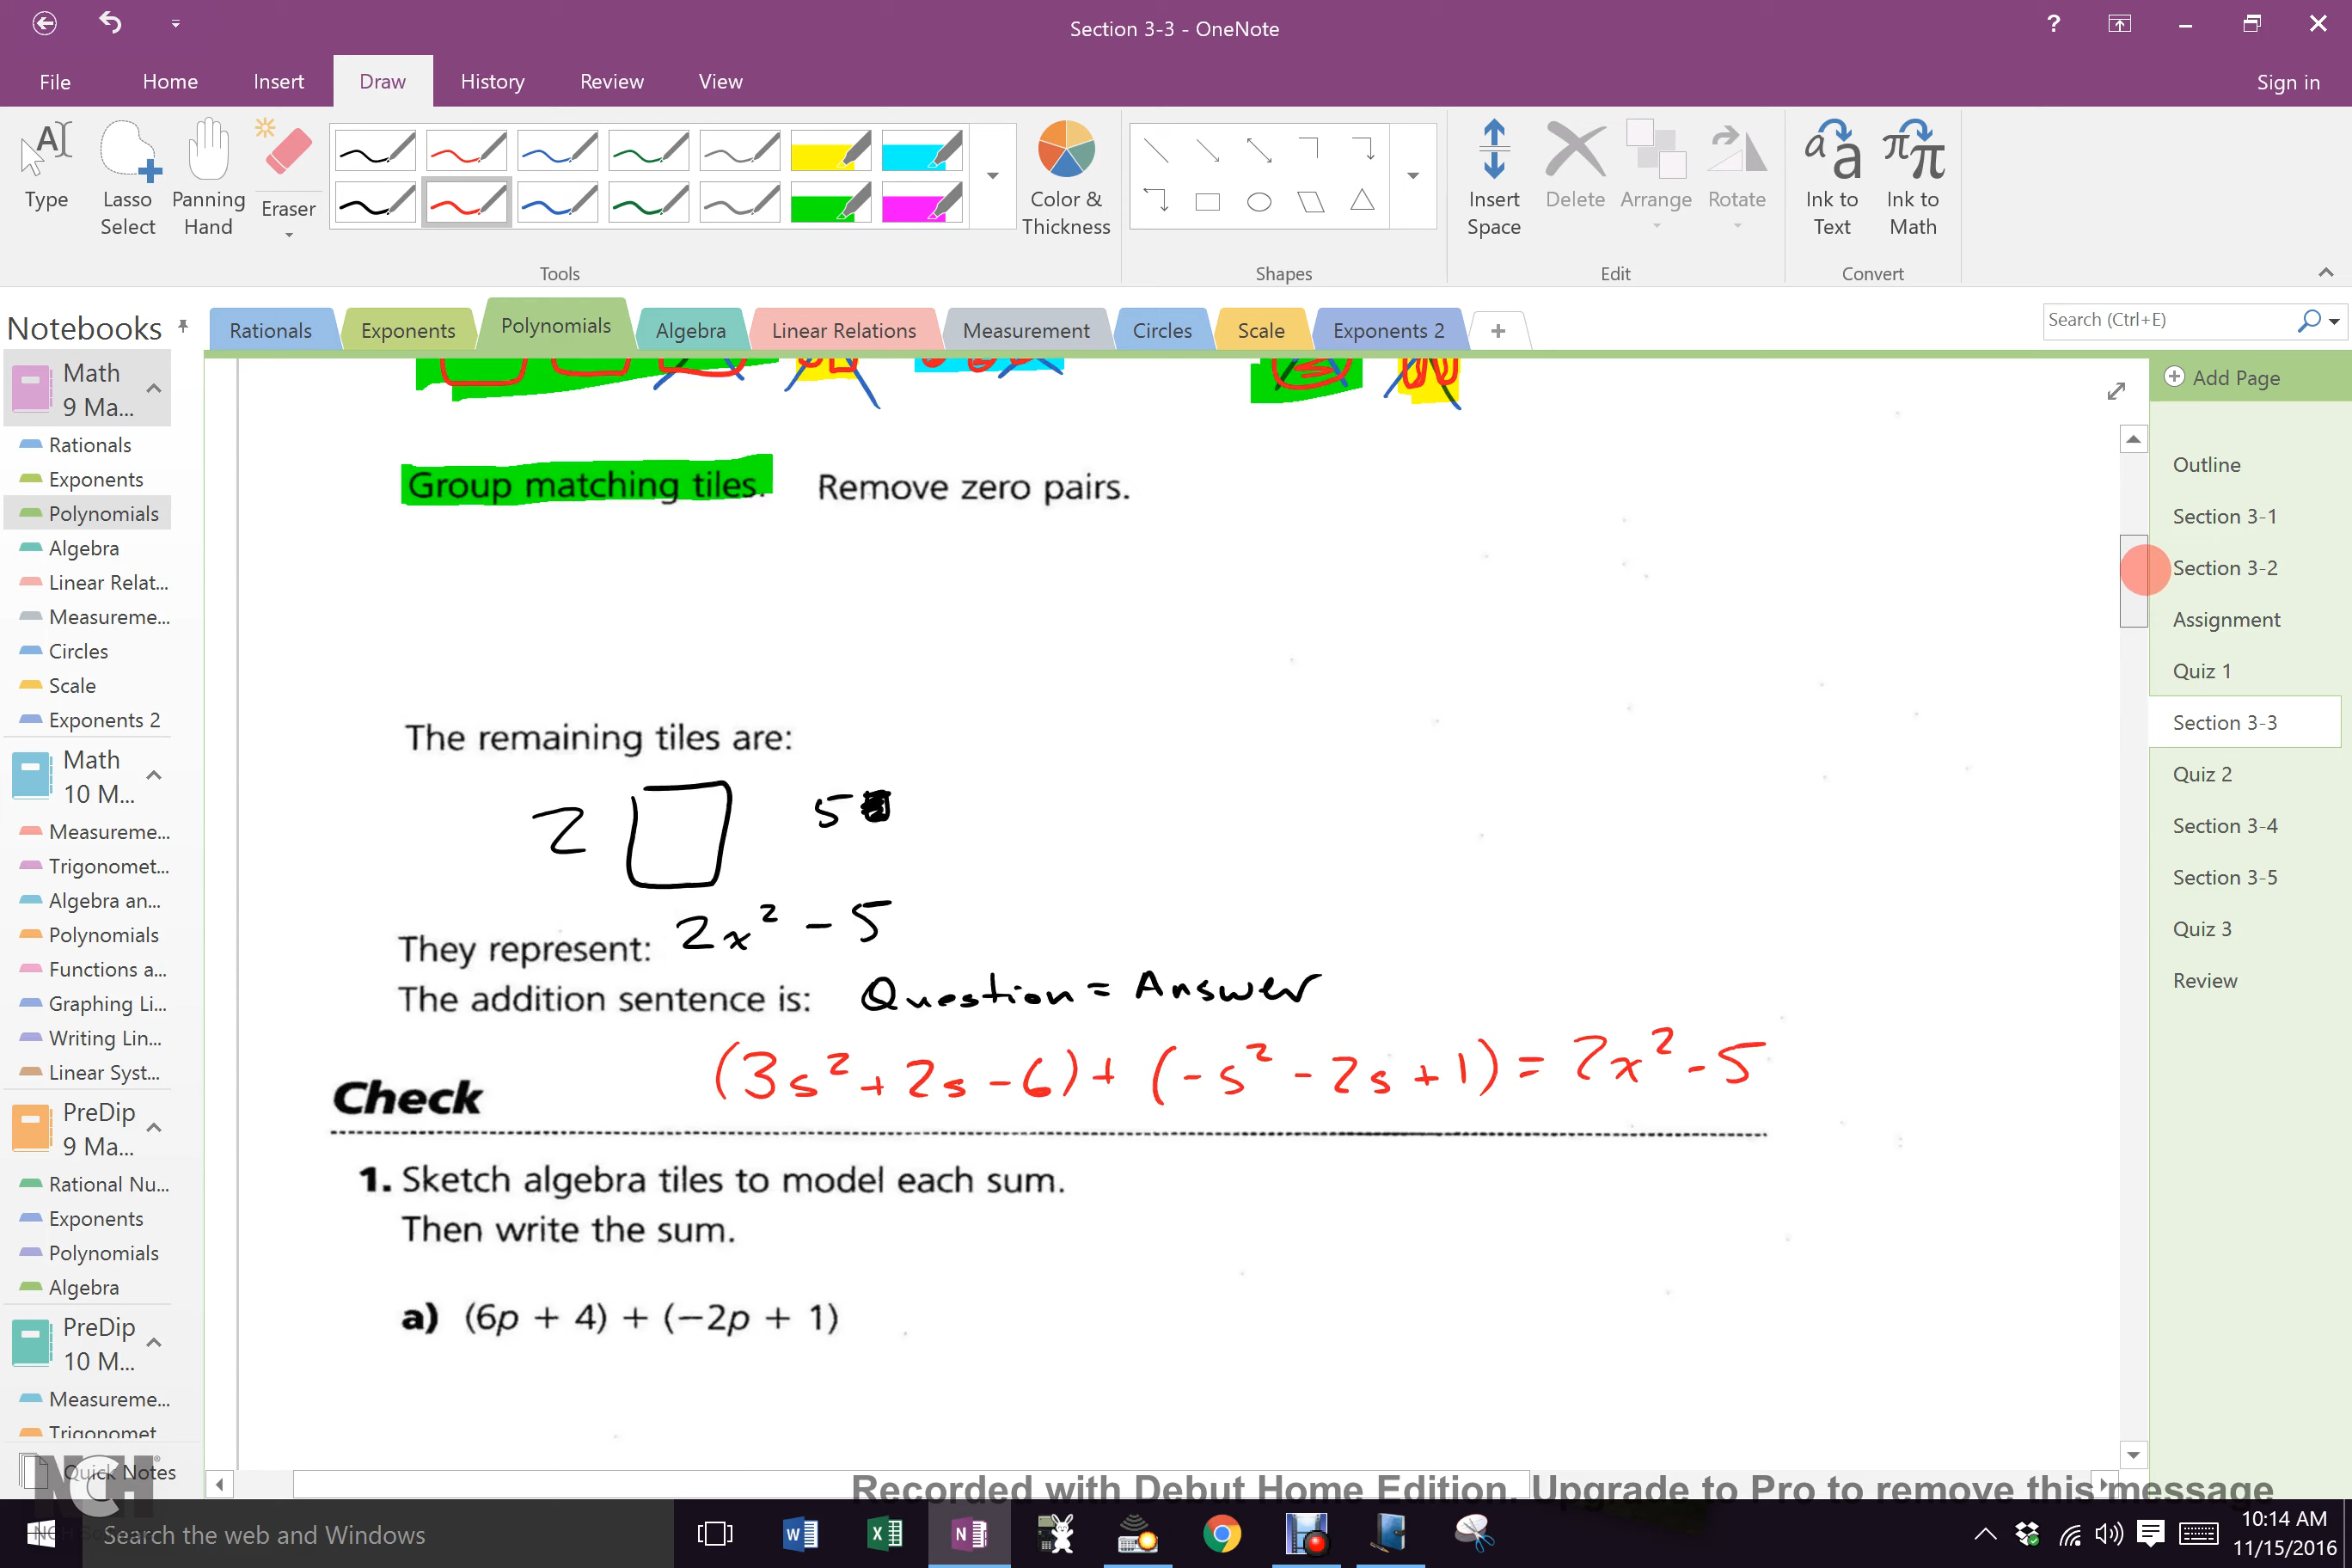 Section 3-3 - OneNote
?
File Home Insert Draw History Review View Sign in
Type
Lasso Select
Panning Hand
Eraser
Color & Thickness
Insert Space
Delete
Arrange
Rotate
Ink to Text
Ink to Math
Tools Shapes Edit Convert
Notebooks
Rationals Exponents Polynomials Algebra Linear Relations Measurement Circles Scale Exponents 2 +
Search (Ctrl+E)
Math
9 Ma...
Rationals
Exponents
Polynomials
Algebra
Linear Relat...
Measureme...
Circles
Scale
Exponents 2
Math
10 M...
Measureme...
Trigonomet...
Algebra an...
Polynomials
Functions a...
Graphing Li...
Writing Lin...
Linear Syst...
PreDip
9 Ma...
Rational Nu...
Exponents
Polynomials
Algebra
PreDip
10 M...
Measureme...
Trigonomet
Quick Notes
Group matching tiles. Remove zero pairs.
The remaining tiles are:
2 5
They represent: 2x² - 5
The addition sentence is: Question = Answer
(3s² + 2s - 6) + (-s² - 2s + 1) = 2x² - 5
Check
1. Sketch algebra tiles to model each sum.
Then write the sum.
a) (6p + 4) + (−2p + 1)
Add Page
Outline
Section 3-1
Section 3-2
Assignment
Quiz 1
Section 3-3
Quiz 2
Section 3-4
Section 3-5
Quiz 3
Review
NCH
Recorded with Debut Home Edition. Upgrade to Pro to remove this message
Search the web and Windows
10:14 AM
11/15/2016